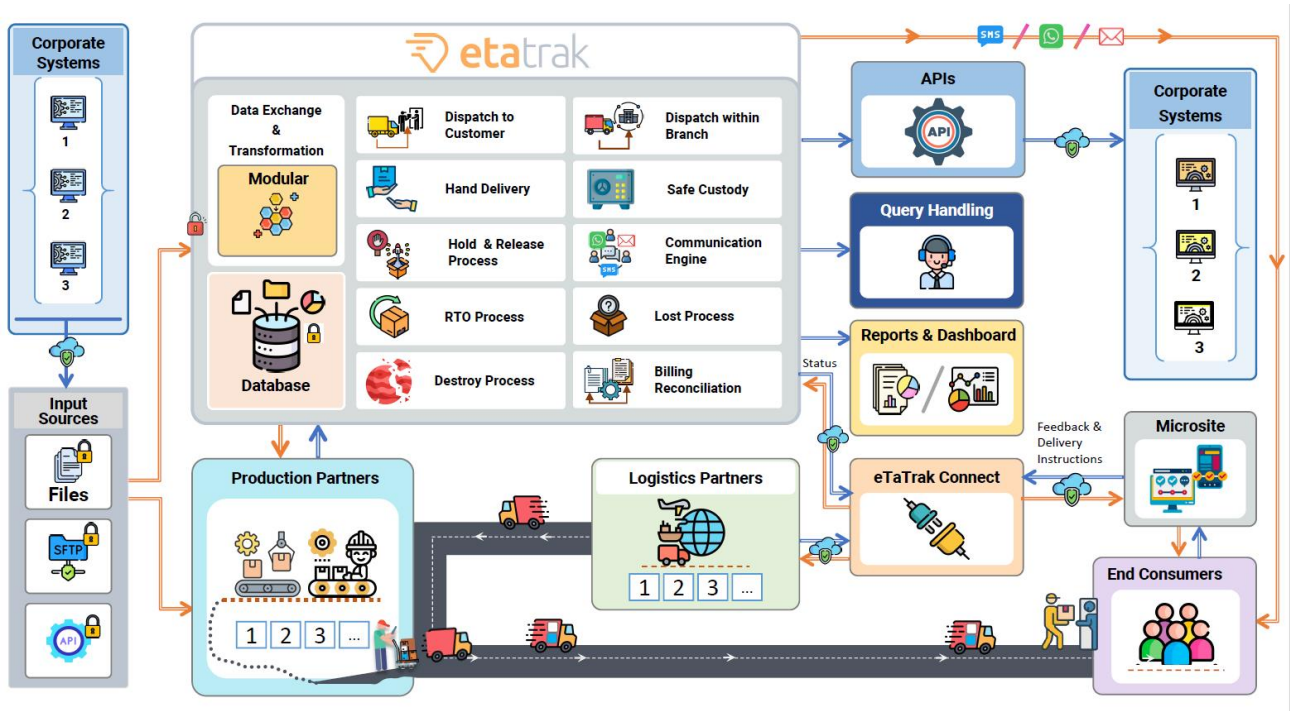 Corporate
Systems
1
2
3
Input
Sources
Files
SFTP
API
etatrak
Data Exchange
&
Transformation
Modular
Database
Dispatch to
Customer
Dispatch within
Branch
Hand Delivery
Safe Custody
Hold & Release
Process
Communication
Engine
SMS
RTO Process
Lost Process
?
Destroy Process
Billing
Reconciliation
SMS
APIs
API
Query Handling
Reports & Dashboard
Status
Corporate
Systems
1
2
3
Production Partners
1 2 3 ...
Logistics Partners
1 2 3 ...
eTaTrak Connect
Feedback &
Delivery
Instructions
Microsite
End Consumers